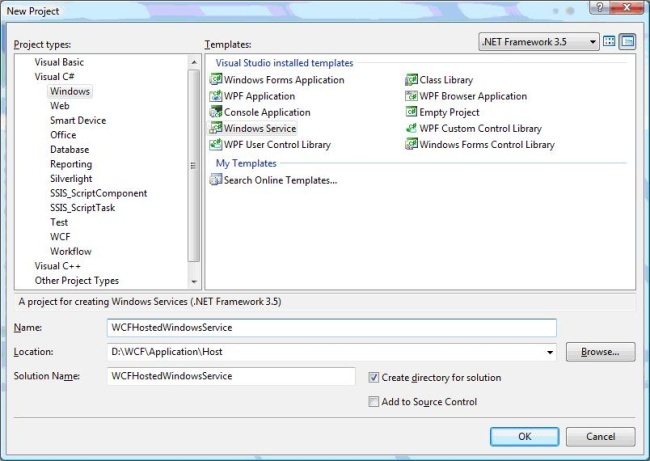 New Project
Project types:
Templates:
.NET Framework 3.5
Visual Basic
Visual C#
Windows
Web
Smart Device
Office
Database
Reporting
Silverlight
SSIS_ScriptComponent
SSIS_ScriptTask
Test
WCF
Workflow
Visual C++
Other Project Types
Visual Studio installed templates
Windows Forms Application
Class Library
WPF Application
WPF Browser Application
Console Application
Empty Project
Windows Service
WPF Custom Control Library
WPF User Control Library
Windows Forms Control Library
My Templates
Search Online Templates...
A project for creating Windows Services (.NET Framework 3.5)
Name:
WCFHostedWindowsService
Location:
D:\WCF\Application\Host
Browse...
Solution Name:
WCFHostedWindowsService
Create directory for solution
Add to Source Control
OK
Cancel